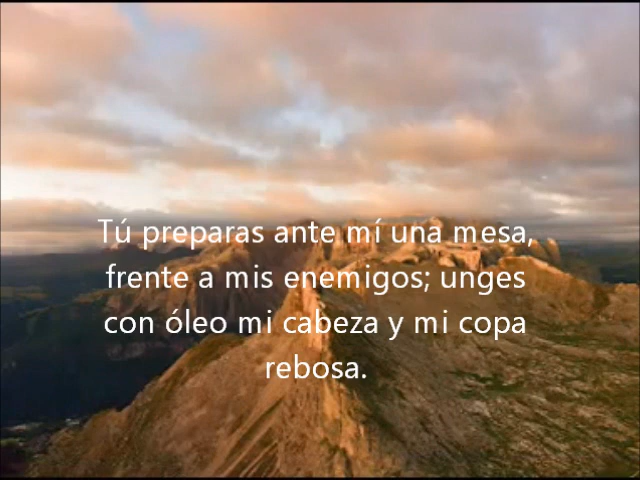 Tú preparas ante mí una mesa,
frente a mis enemigos; unges
con óleo mi cabeza y mi copa
rebosa.